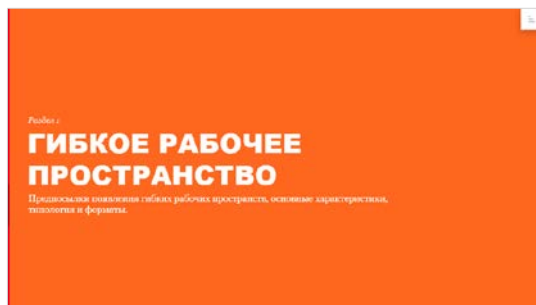 Раздел 1
ГИБКОЕ РАБОЧЕЕ
ПРОСТРАНСТВО
Предпосылки появления гибких рабочих пространств, основные характеристики,
типология и форматы.